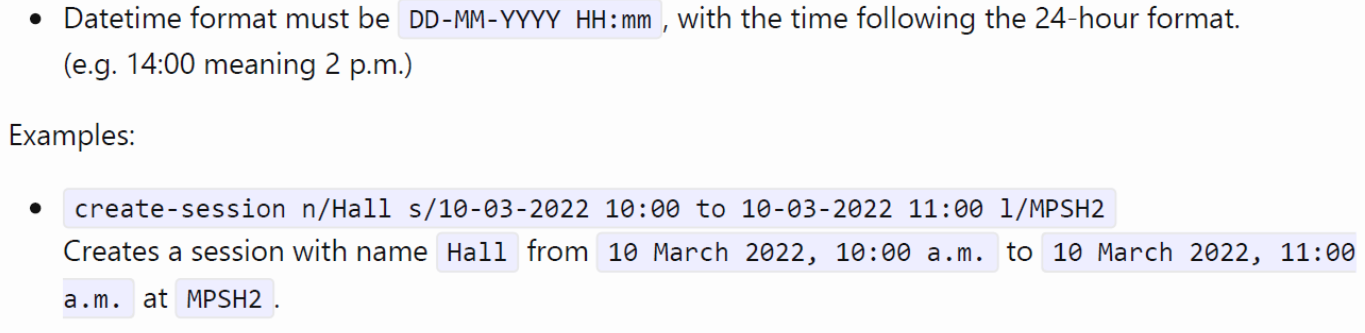 • Datetime format must be DD-MM-YYYY HH:mm, with the time following the 24-hour format.
(e.g. 14:00 meaning 2 p.m.)
Examples:
• create-session n/Hall s/10-03-2022 10:00 to 10-03-2022 11:00 l/MPSH2
Creates a session with name Hall from 10 March 2022, 10:00 a.m. to 10 March 2022, 11:00
a.m. at MPSH2.